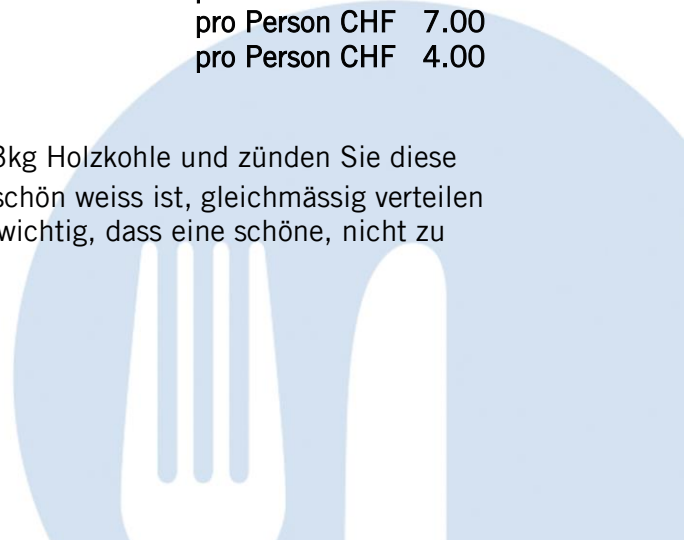 pro Person CHF 7.00
pro Person CHF 4.00
3kg Holzkohle und zünden Sie diese
schön weiss ist, gleichmässig verteilen
wichtig, dass eine schöne, nicht zu